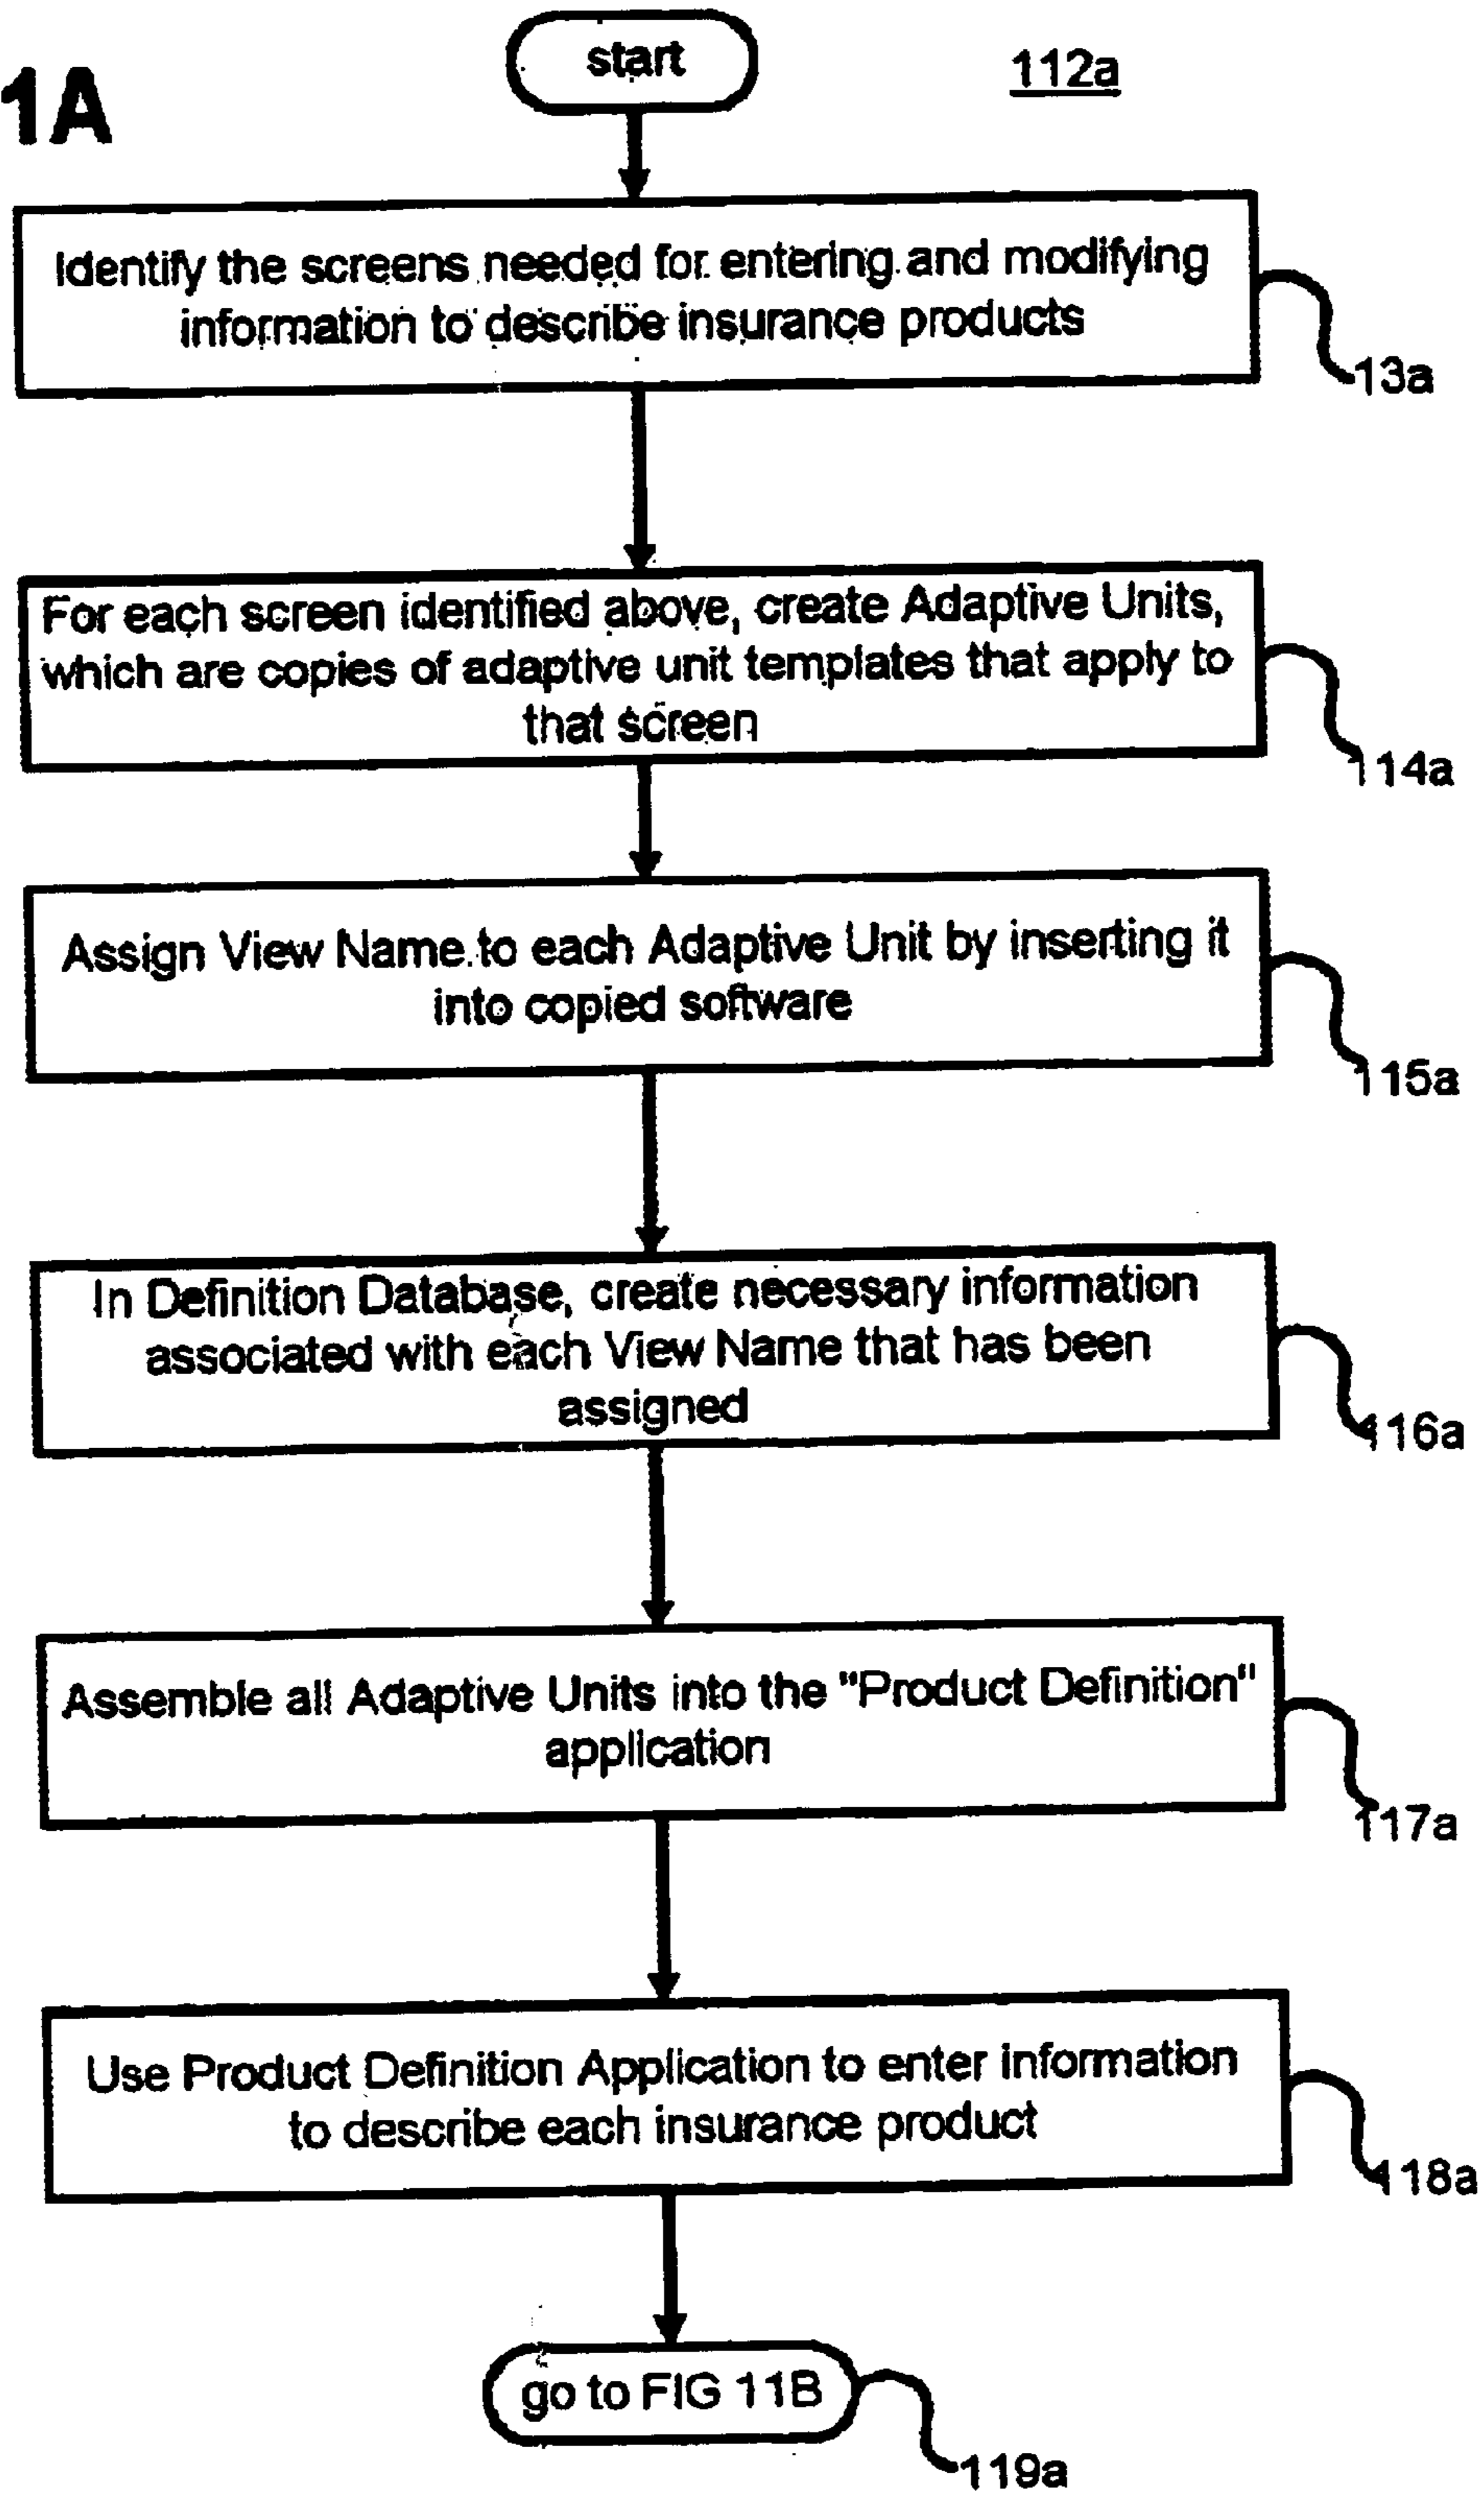 1A
start
112a
Identify the screens needed for entering and modifying
information to describe insurance products
13a
For each screen identified above, create Adaptive Units,
which are copies of adaptive unit templates that apply to
that screen
114a
Assign View Name to each Adaptive Unit by inserting it
into copied software
115a
In Definition Database, create necessary information
associated with each View Name that has been
assigned
116a
Assemble all Adaptive Units into the "Product Definition"
application
117a
Use Product Definition Application to enter information
to describe each insurance product
118a
go to FIG 11B
119a